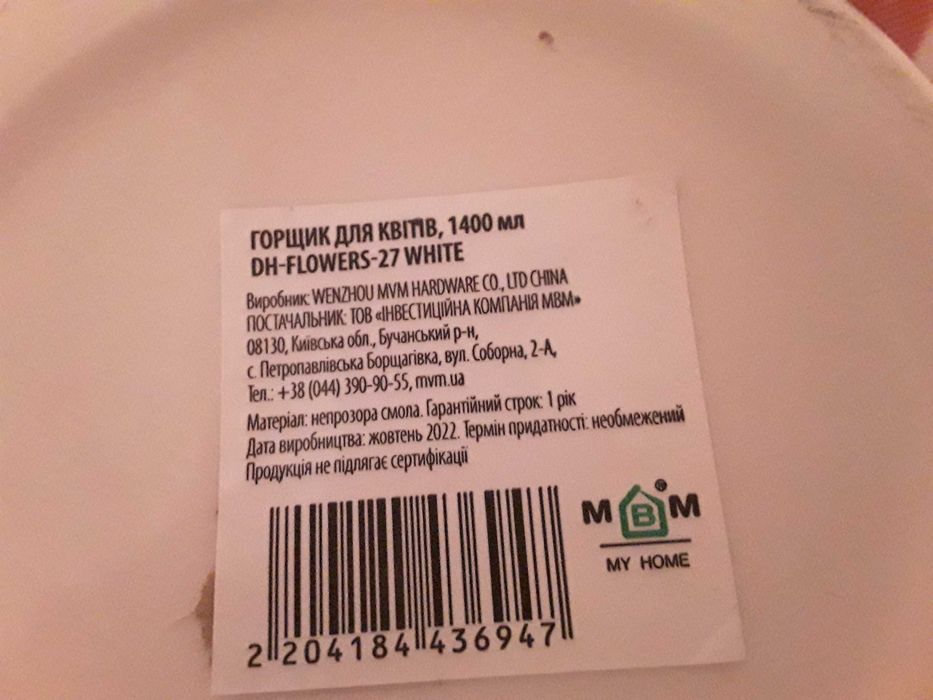 ГОРЩИК ДЛЯ КВІТІВ, 1400 мл
DH-FLOWERS-27 WHITE
Виробник: WENZHOU MVM HARDWARE CO., LTD CHINA
ПОСТАЧАЛЬНИК: ТОВ «ІНВЕСТИЦІЙНА КОМПАНІЯ МВМ»
08130, Київська обл., Бучанський р-н,
с. Петропавлівська Борщагівка, вул. Соборна, 2-А,
Тел.: +38 (044) 390-90-55, mvm.ua
Матеріал: непрозора смола. Гарантійний строк: 1 рік
Дата виробництва: жовтень 2022. Термін придатності: необмежений
Продукція не підлягає сертифікації
МВМ®
MY HOME
2 204184 436947